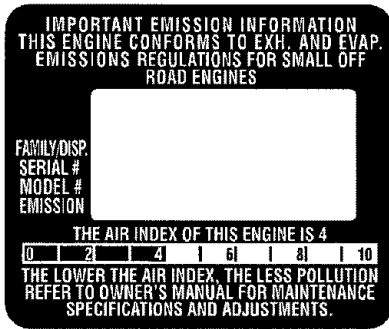 IMPORTANT EMISSION INFORMATION
THIS ENGINE CONFORMS TO EXH. AND EVAP.
EMISSIONS REGULATIONS FOR SMALL OFF
ROAD ENGINES
FAMILY/DISP.
SERIAL #
MODEL #
EMISSION
THE AIR INDEX OF THIS ENGINE IS 4
0 2 4 6 8 10
THE LOWER THE AIR INDEX, THE LESS POLLUTION
REFER TO OWNER'S MANUAL FOR MAINTENANCE
SPECIFICATIONS AND ADJUSTMENTS.